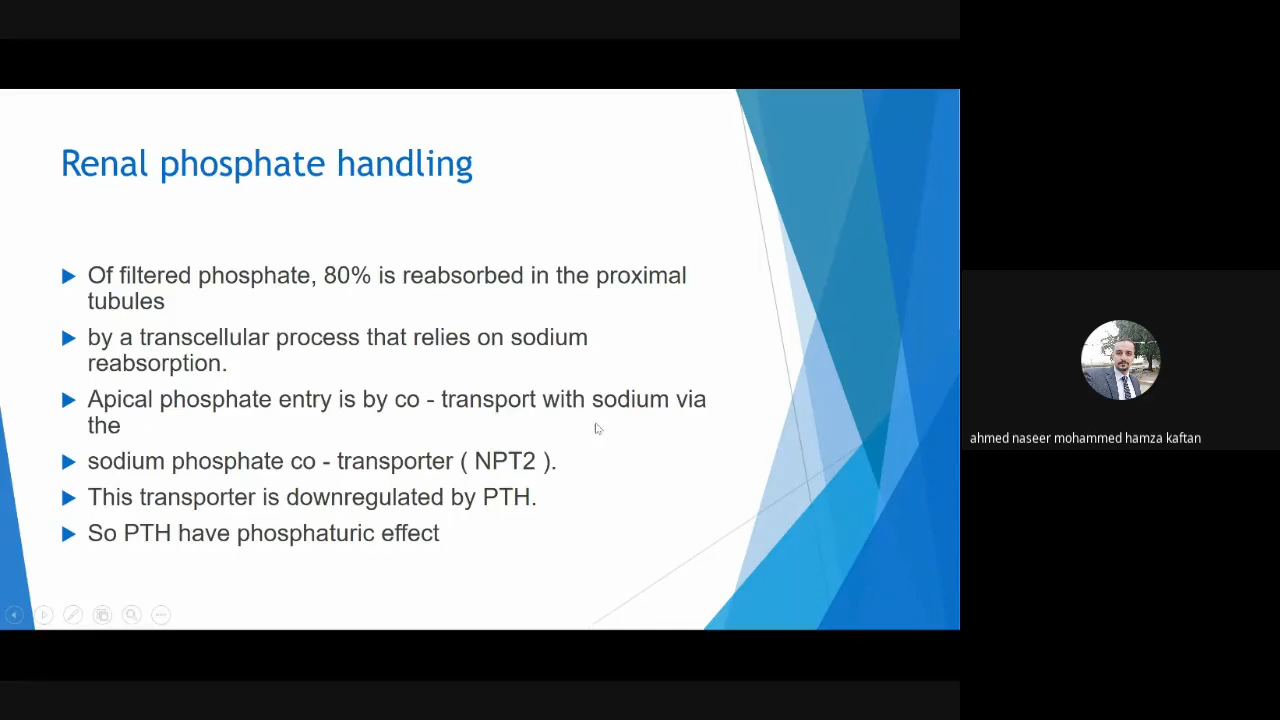 Renal phosphate handling
Of filtered phosphate, 80% is reabsorbed in the proximal
tubules
by a transcellular process that relies on sodium
reabsorption.
Apical phosphate entry is by co - transport with sodium via
the
sodium phosphate co - transporter ( NPT2 ).
This transporter is downregulated by PTH.
So PTH have phosphaturic effect
ahmed naseer mohammed hamza kaftan